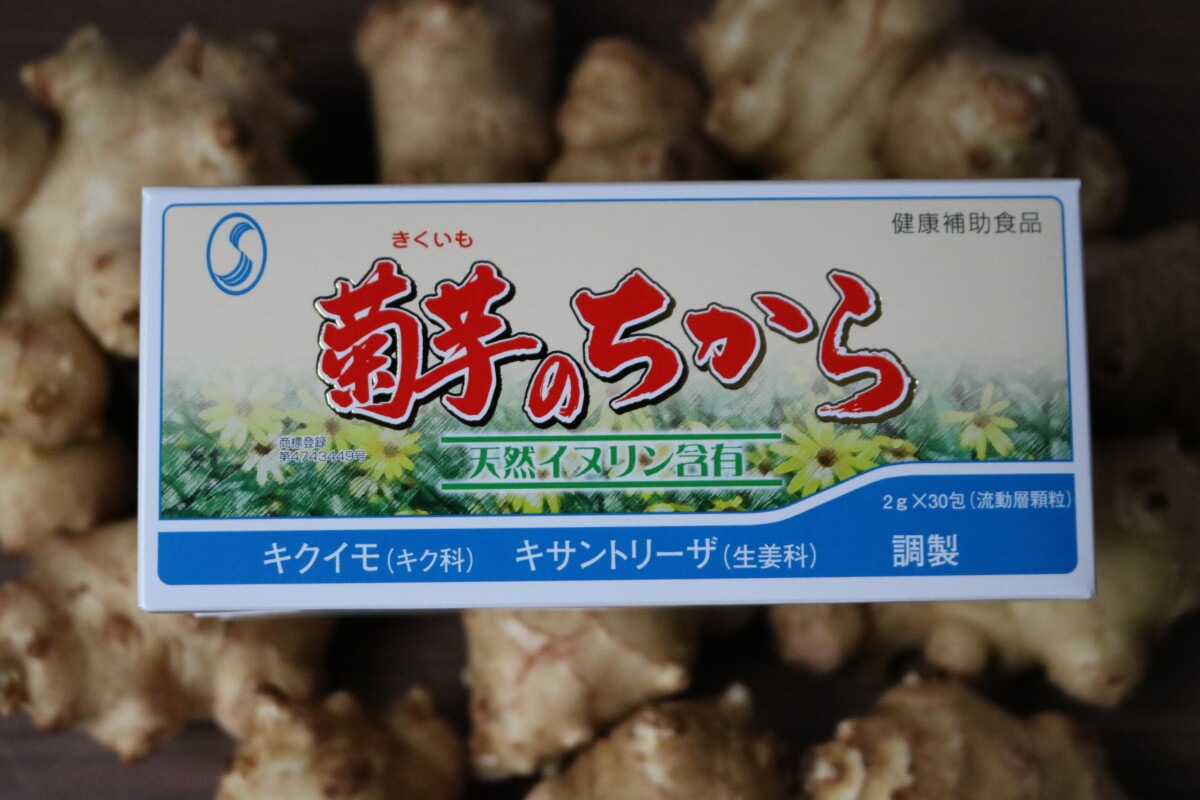 健康補助食品
きくいも
菊芋のちから
商標登録
第4743449号
天然イヌリン含有
2g×30包(流動層顆粒)
キクイモ(キク科) キサントリーザ(生姜科) 調製